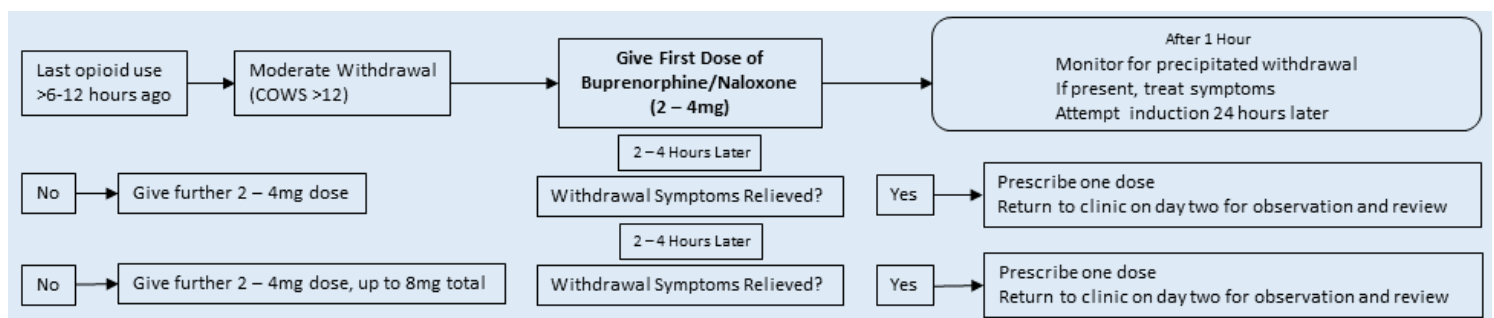 Last opioid use
>6-12 hours ago
Moderate Withdrawal
(COWS >12)
Give First Dose of
Buprenorphine/Naloxone
(2 – 4mg)
After 1 Hour
Monitor for precipitated withdrawal
If present, treat symptoms
Attempt induction 24 hours later
2 – 4 Hours Later
No
Give further 2 – 4mg dose
Withdrawal Symptoms Relieved?
Yes
Prescribe one dose
Return to clinic on day two for observation and review
2 – 4 Hours Later
No
Give further 2 – 4mg dose, up to 8mg total
Withdrawal Symptoms Relieved?
Yes
Prescribe one dose
Return to clinic on day two for observation and review